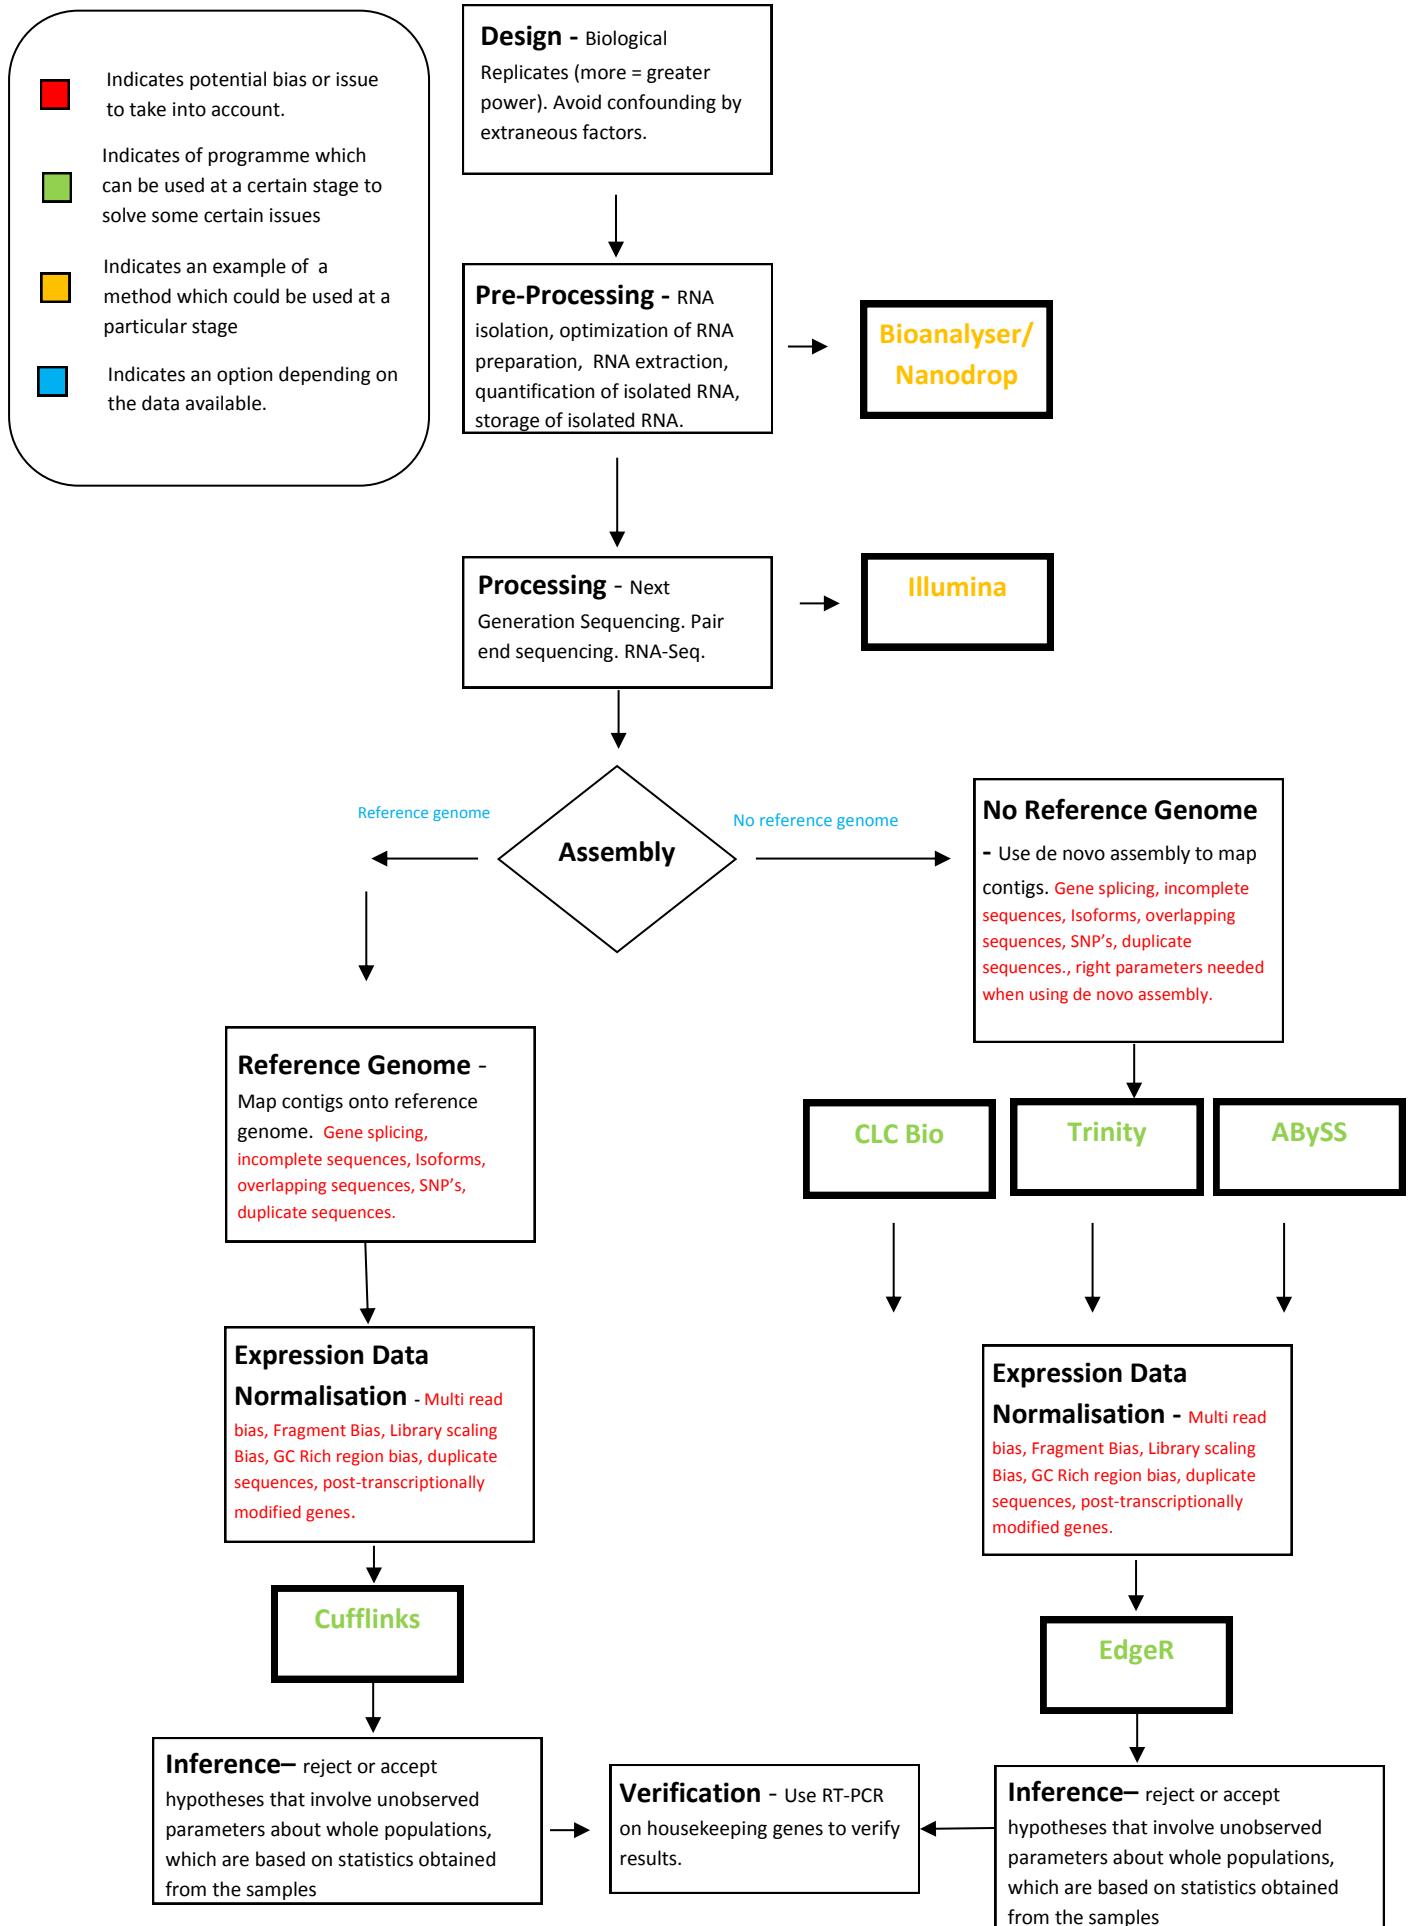 Indicates potential bias or issue
to take into account.
Indicates of programme which
can be used at a certain stage to
solve some certain issues
Indicates an example of  a
method which could be used at a
particular stage
Indicates an option depending on
the data available.
Design - Biological
Replicates (more = greater
power). Avoid confounding by
extraneous factors.
Pre-Processing - RNA
isolation, optimization of RNA
preparation,  RNA extraction,
quantification of isolated RNA,
storage of isolated RNA.
Bioanalyser/
Nanodrop
Processing - Next
Generation Sequencing. Pair
end sequencing. RNA-Seq.
Illumina
Reference genome
Assembly
No reference genome
No Reference Genome
- Use de novo assembly to map
contigs. Gene splicing, incomplete
sequences, Isoforms, overlapping
sequences, SNP’s, duplicate
sequences., right parameters needed
when using de novo assembly.
Reference Genome -
Map contigs onto reference
genome.  Gene splicing,
incomplete sequences, Isoforms,
overlapping sequences, SNP’s,
duplicate sequences.
CLC Bio
Trinity
ABySS
Expression Data
Normalisation - Multi read
bias, Fragment Bias, Library scaling
Bias, GC Rich region bias, duplicate
sequences, post-transcriptionally
modified genes.
Expression Data
Normalisation - Multi read
bias, Fragment Bias, Library scaling
Bias, GC Rich region bias, duplicate
sequences, post-transcriptionally
modified genes.
Cufflinks
EdgeR
Inference– reject or accept
hypotheses that involve unobserved
parameters about whole populations,
which are based on statistics obtained
from the samples
Verification - Use RT-PCR
on housekeeping genes to verify
results.
Inference– reject or accept
hypotheses that involve unobserved
parameters about whole populations,
which are based on statistics obtained
from the samples